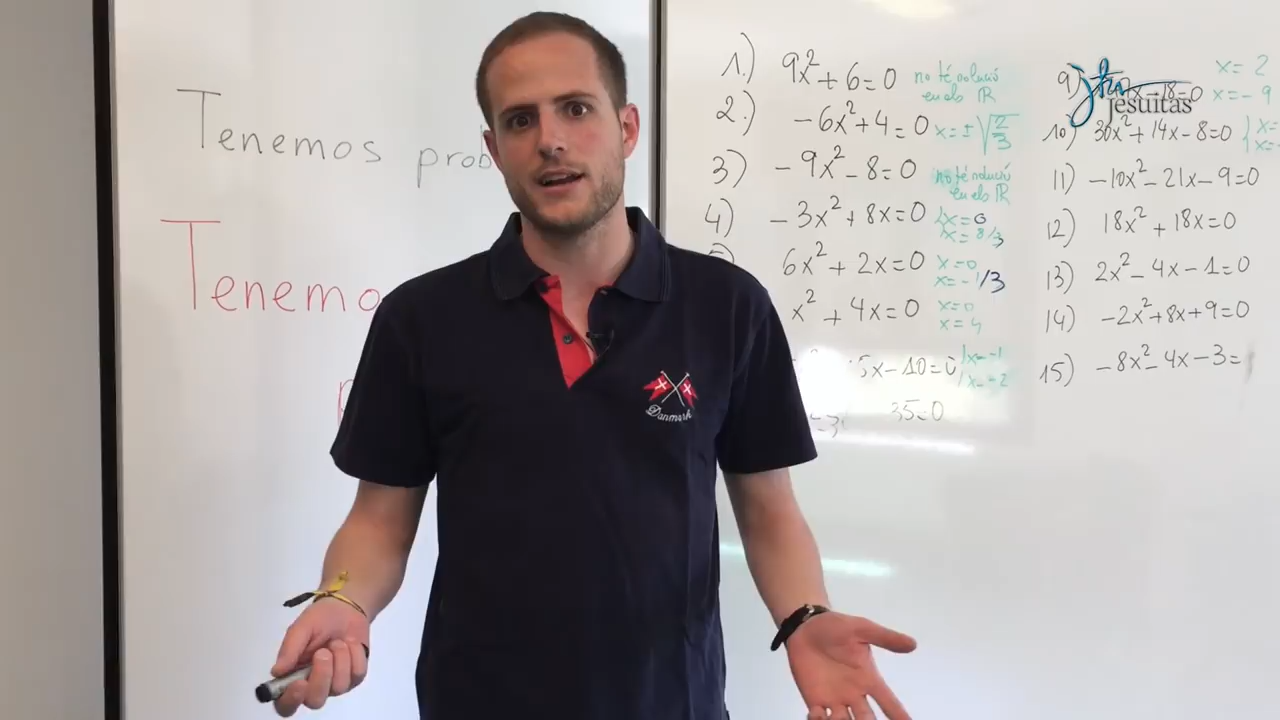 Tenemos
Tenemo
1.) 9x²+6=0 no té solució
en els ℝ
2.) -6x²+4=0 x=±√(2/3)
3) -9x²-8=0 no té solució
en els ℝ
4) -3x²+8x=0 x=0
x=8/3
6x²+2x=0 x=0
x=-1/3
x²+4x=0 x=0
x=4
5x-10=0
35=0
9)
x=2
x=-9
10) 30x²+14x-8=0 x=
x=
11) -10x²-21x-9=0
12) 18x²+18x=0
13) 2x²-4x-1=0
14) -2x²+8x+9=0
15) -8x²-4x-3=
jesuïtas
Danmark